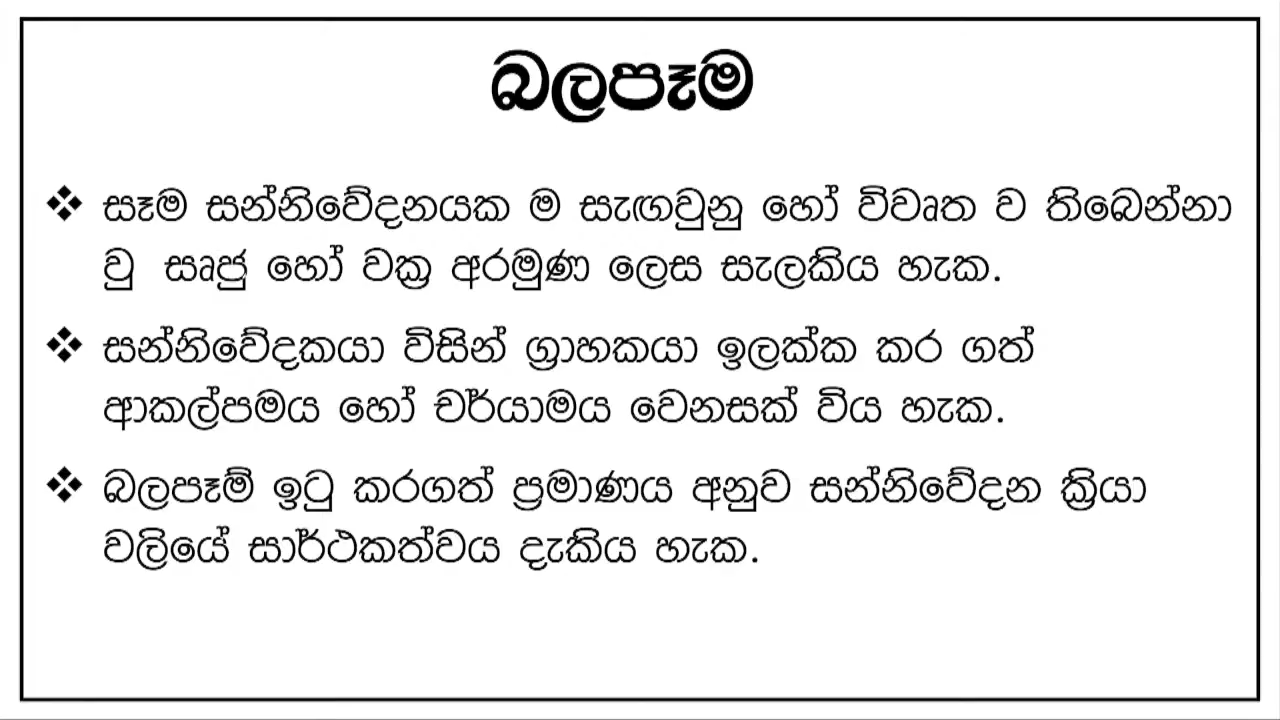 බලපෑම
❖ සෑම සන්නිවේදනයක ම සැඟවුනු හෝ විවෘත ව තිබෙන්නා
වු සෘජු හෝ වක්‍ර අරමුණ ලෙස සැලකිය හැක.
❖ සන්නිවේදකයා විසින් ග්‍රාහකයා ඉලක්ක කර ගත්
ආකල්පමය හෝ චර්යාමය වෙනසක් විය හැක.
❖ බලපෑම් ඉටු කරගත් ප්‍රමාණය අනුව සන්නිවේදන ක්‍රියා
වලියේ සාර්ථකත්වය දැකිය හැක.